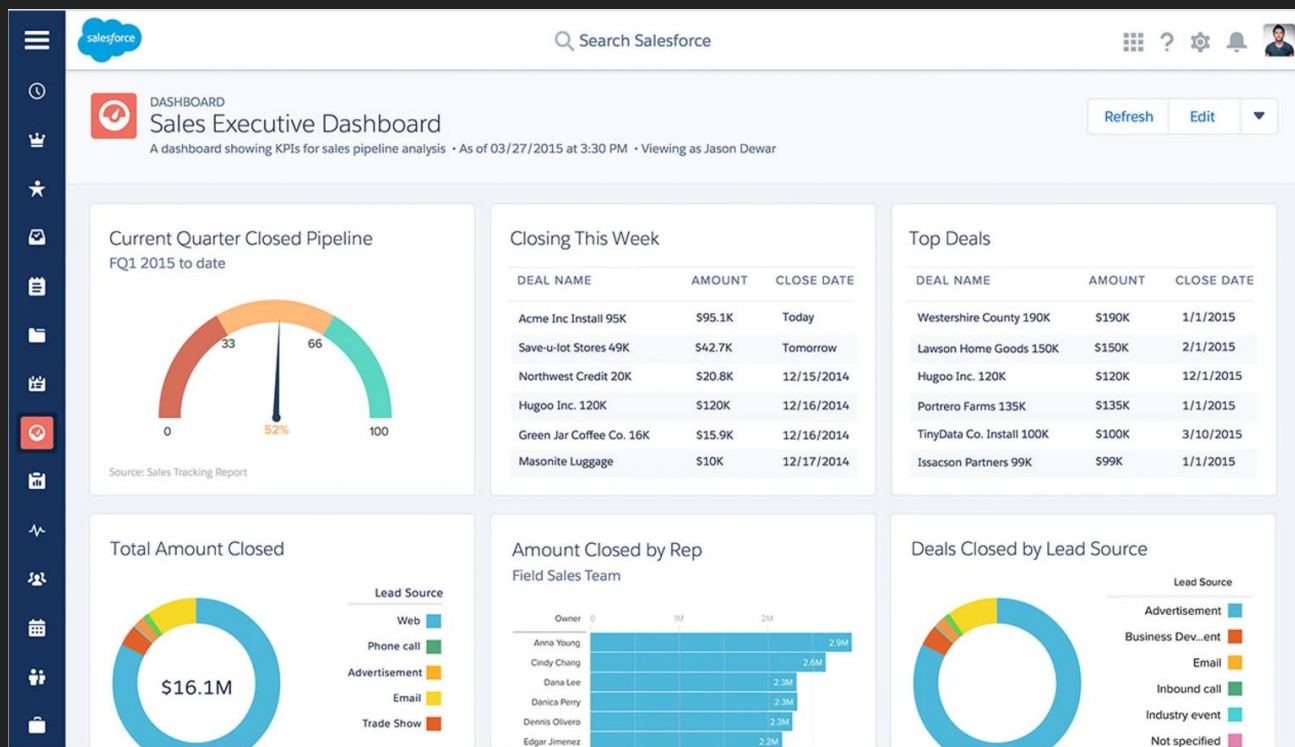 salesforce
Search Salesforce
?
DASHBOARD
Sales Executive Dashboard
A dashboard showing KPIs for sales pipeline analysis • As of 03/27/2015 at 3:30 PM • Viewing as Jason Dewar
Refresh Edit
Current Quarter Closed Pipeline
FQ1 2015 to date
33 66
0 52% 100
Source: Sales Tracking Report
Closing This Week
DEAL NAME AMOUNT CLOSE DATE
Acme Inc Install 95K $95.1K Today
Save-u-lot Stores 49K $42.7K Tomorrow
Northwest Credit 20K $20.8K 12/15/2014
Hugoo Inc. 120K $120K 12/16/2014
Green Jar Coffee Co. 16K $15.9K 12/16/2014
Masonite Luggage $10K 12/17/2014
Top Deals
DEAL NAME AMOUNT CLOSE DATE
Westershire County 190K $190K 1/1/2015
Lawson Home Goods 150K $150K 2/1/2015
Hugoo Inc. 120K $120K 12/1/2015
Portrero Farms 135K $135K 1/1/2015
TinyData Co. Install 100K $100K 3/10/2015
Issacson Partners 99K $99K 1/1/2015
Total Amount Closed
$16.1M
Lead Source
Web
Phone call
Advertisement
Email
Trade Show
Amount Closed by Rep
Field Sales Team
Owner 0 1M 2M
Anna Young 2.9M
Cindy Chang 2.6M
Dana Lee 2.3M
Danica Perry 2.3M
Dennis Olivero 2.3M
Edgar Jimenez 2.2M
Deals Closed by Lead Source
Lead Source
Advertisement
Business Dev...ent
Email
Inbound call
Industry event
Not specified